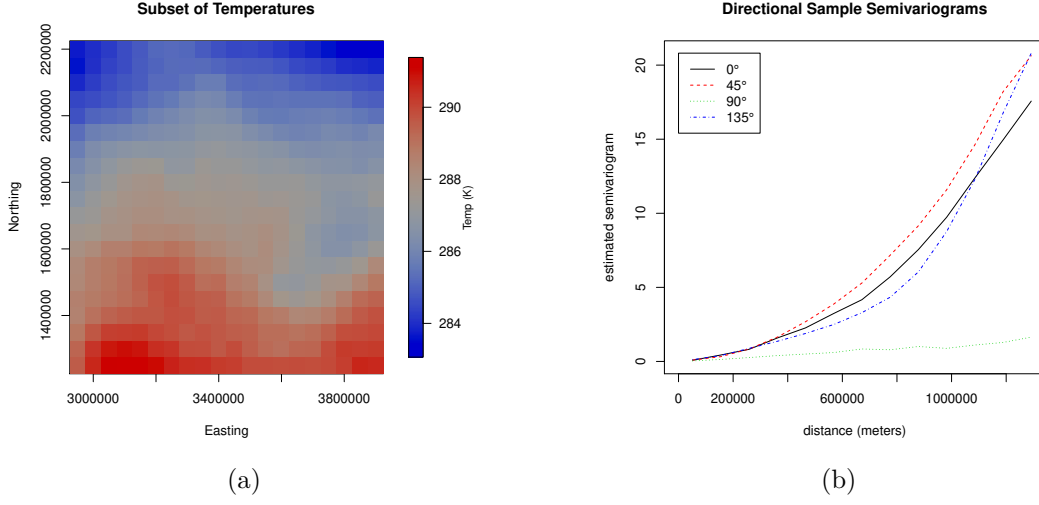 Subset of Temperatures
Northing
2200000
2000000
1800000
1600000
1400000
3000000 3400000 3800000
Easting
290
288
286
284
Temp (K)
(a)
Directional Sample Semivariograms
0°
45°
90°
135°
estimated semivariogram
20
15
10
5
0
0 200000 600000 1000000
distance (meters)
(b)